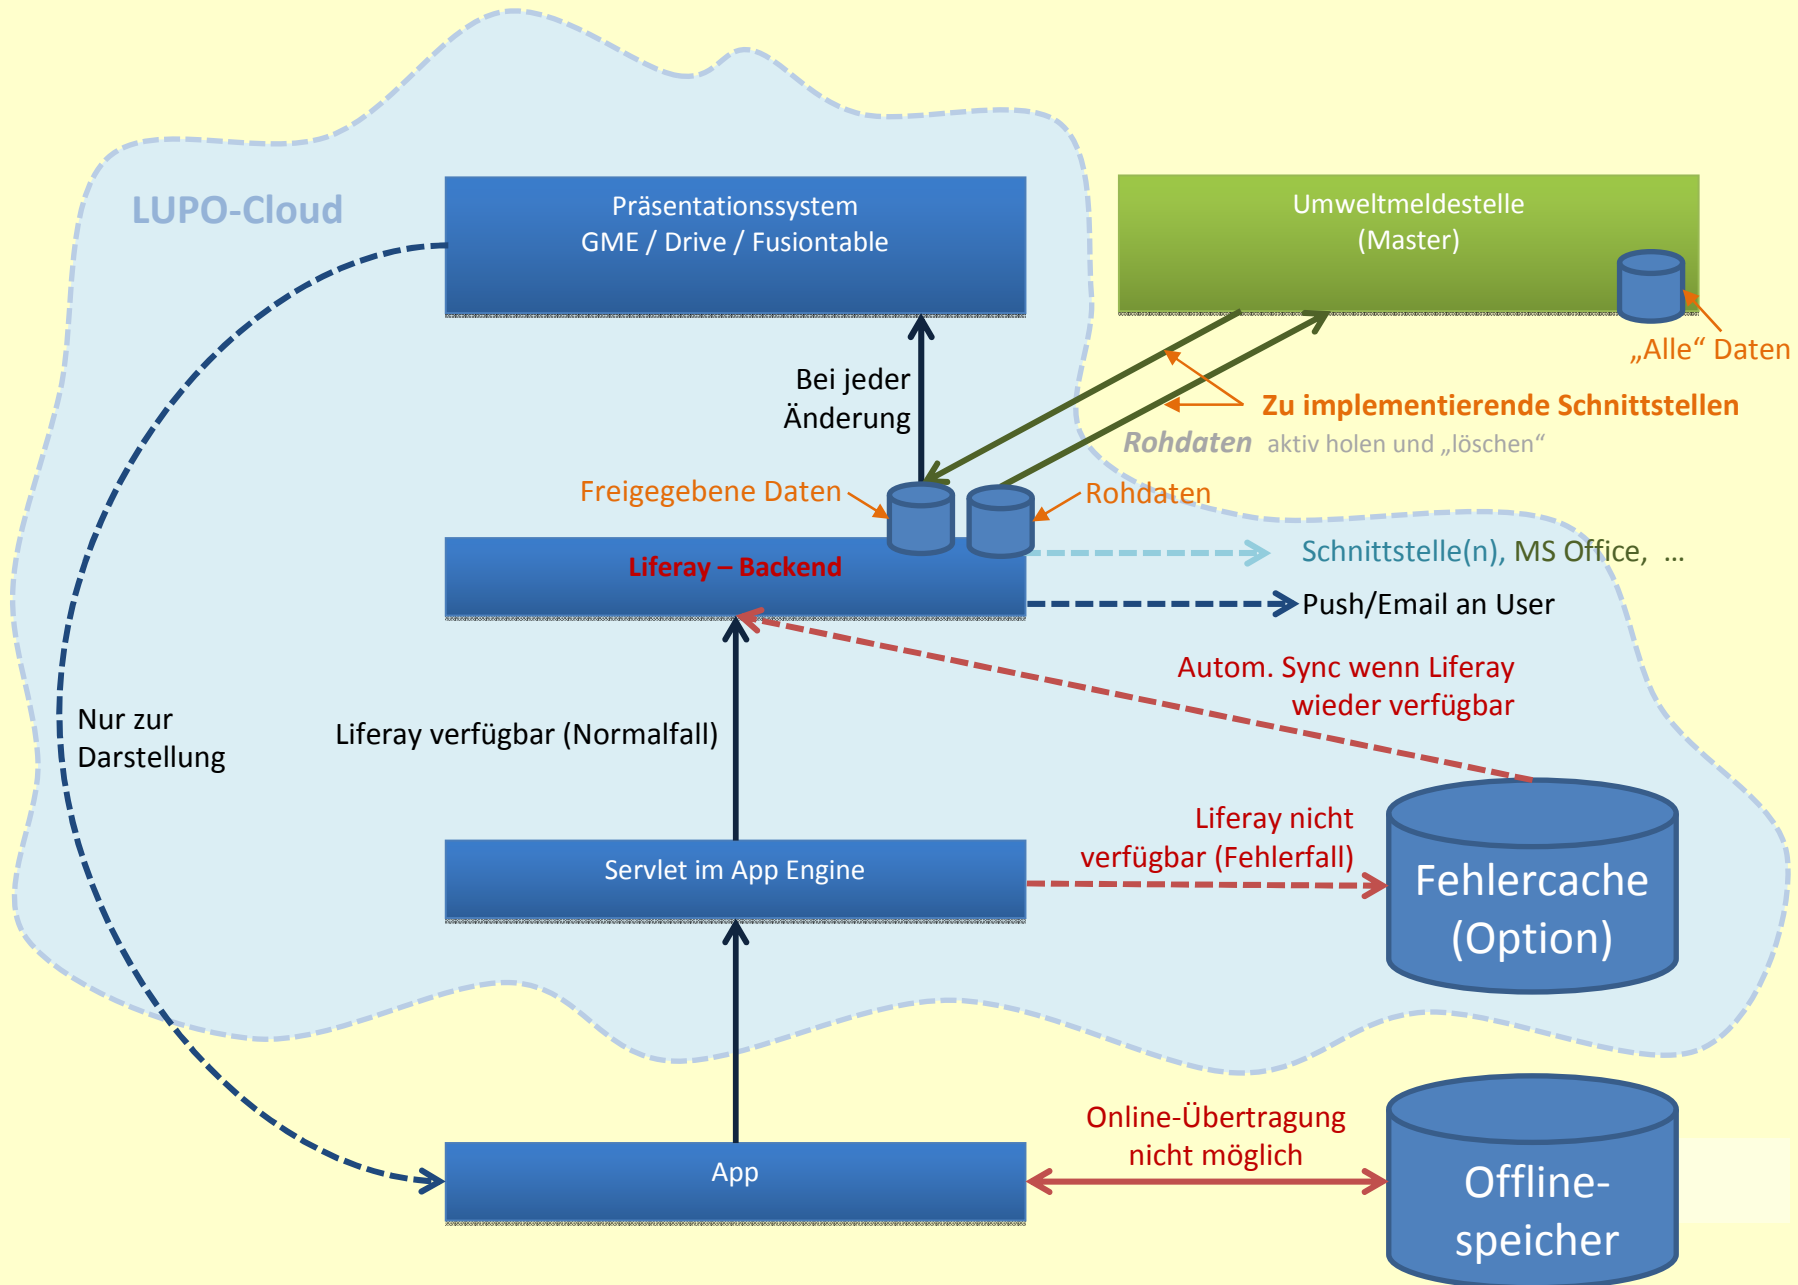 LUPO-Cloud
Präsentationssystem
GME / Drive / Fusiontable
Umweltmeldestelle
(Master)
„Alle“ Daten
Bei jeder
Änderung
Zu implementierende Schnittstellen
Rohdaten aktiv holen und „löschen“
Freigegebene Daten
Rohdaten
Liferay – Backend
Schnittstelle(n), MS Office, ...
Push/Email an User
Autom. Sync wenn Liferay
wieder verfügbar
Nur zur
Darstellung
Liferay verfügbar (Normalfall)
Liferay nicht
verfügbar (Fehlerfall)
Servlet im App Engine
Fehlercache
(Option)
Online-Übertragung
nicht möglich
App
Offline-
speicher